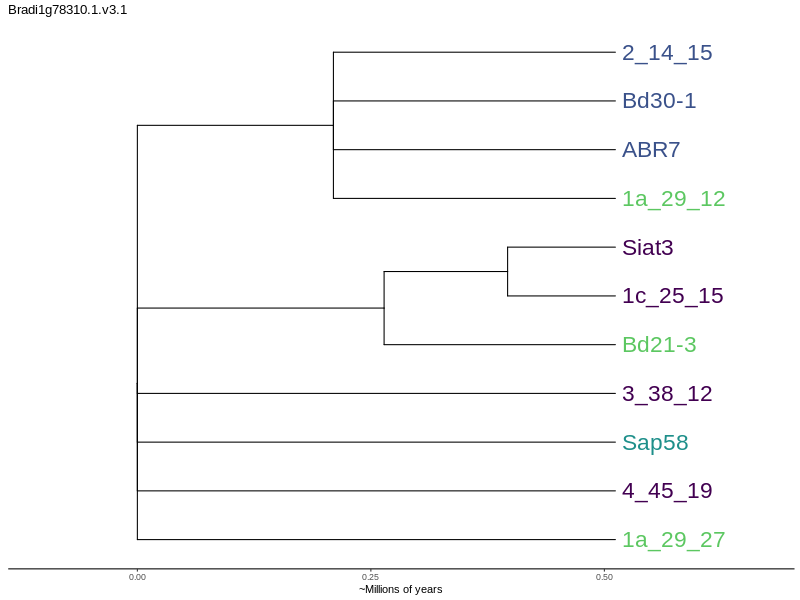 Bradi1g78310.1.v3.1
2_14_15
Bd30-1
ABR7
1a_29_12
Siat3
1c_25_15
Bd21-3
3_38_12
Sap58
4_45_19
1a_29_27
0.00 0.25 0.50
~Millions of years